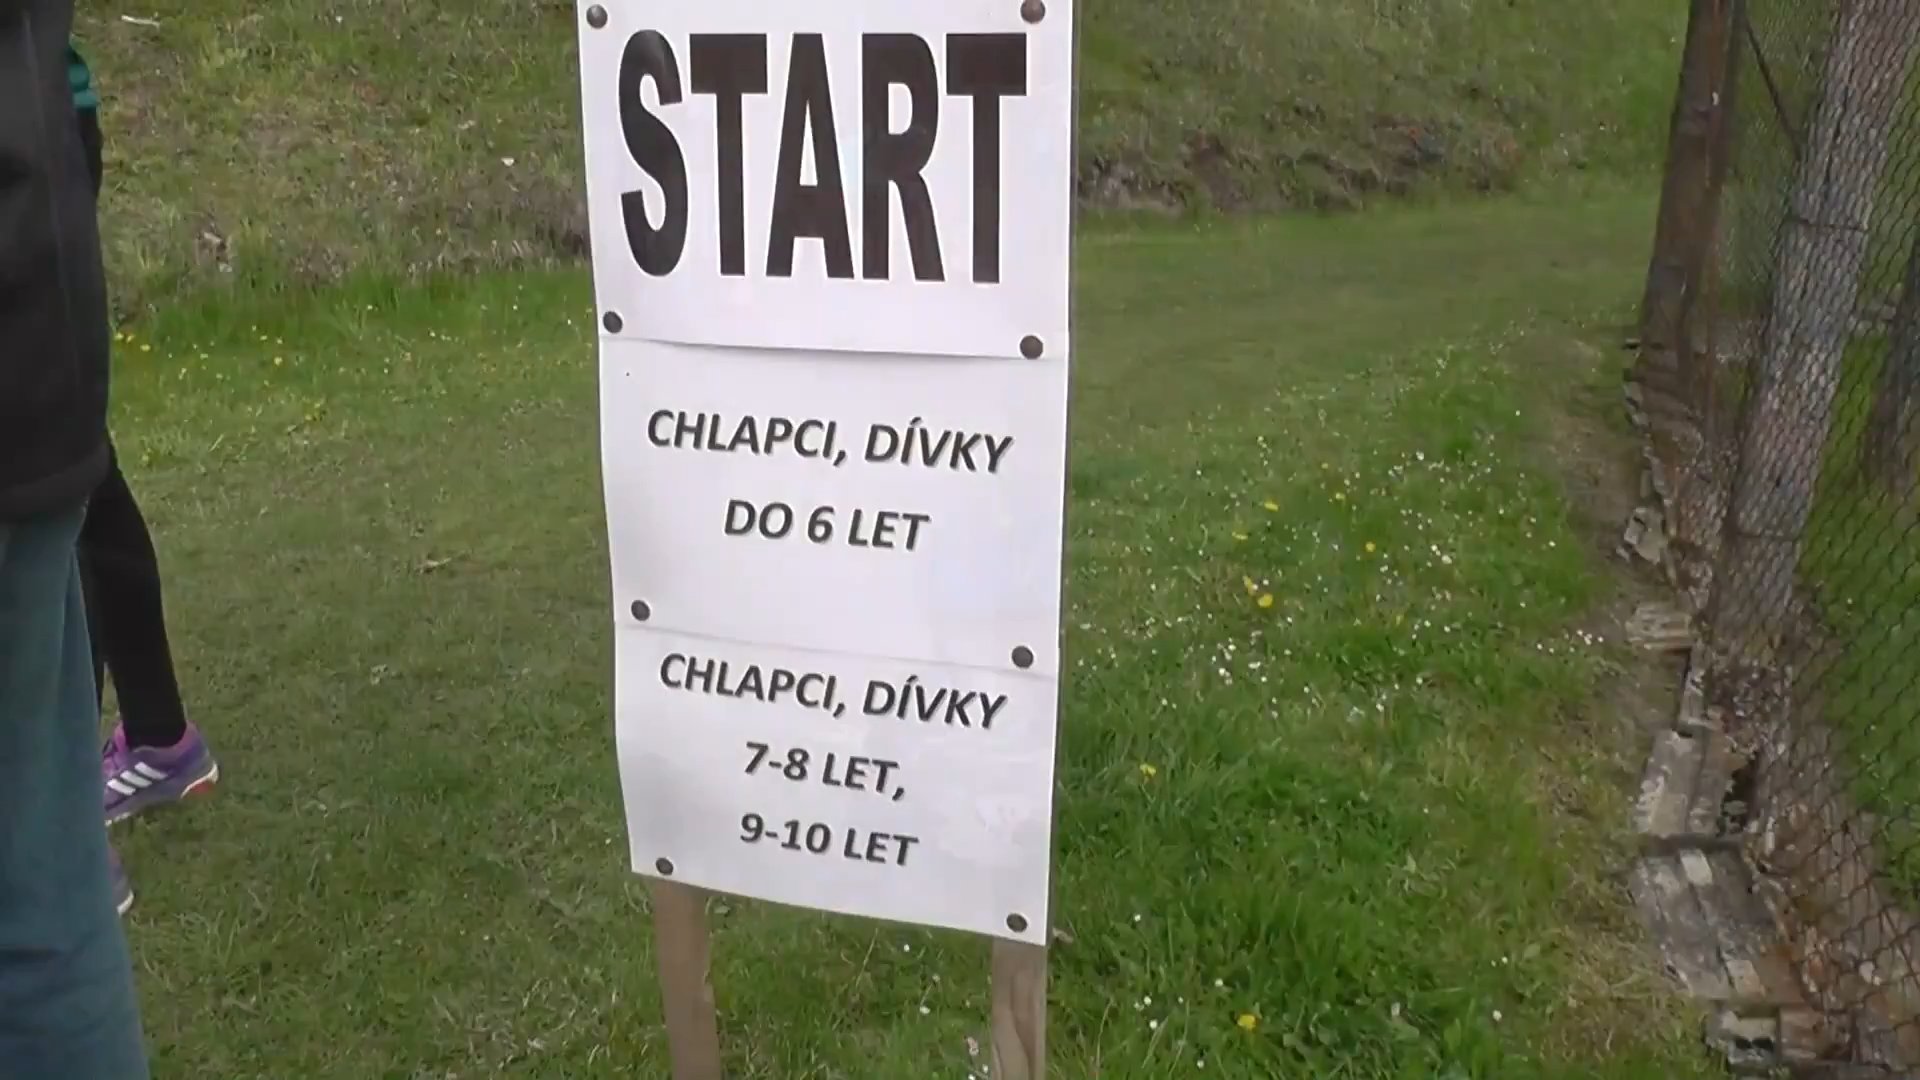 START
CHLAPCI, DÍVKY
DO 6 LET
CHLAPCI, DÍVKY
7-8 LET,
9-10 LET